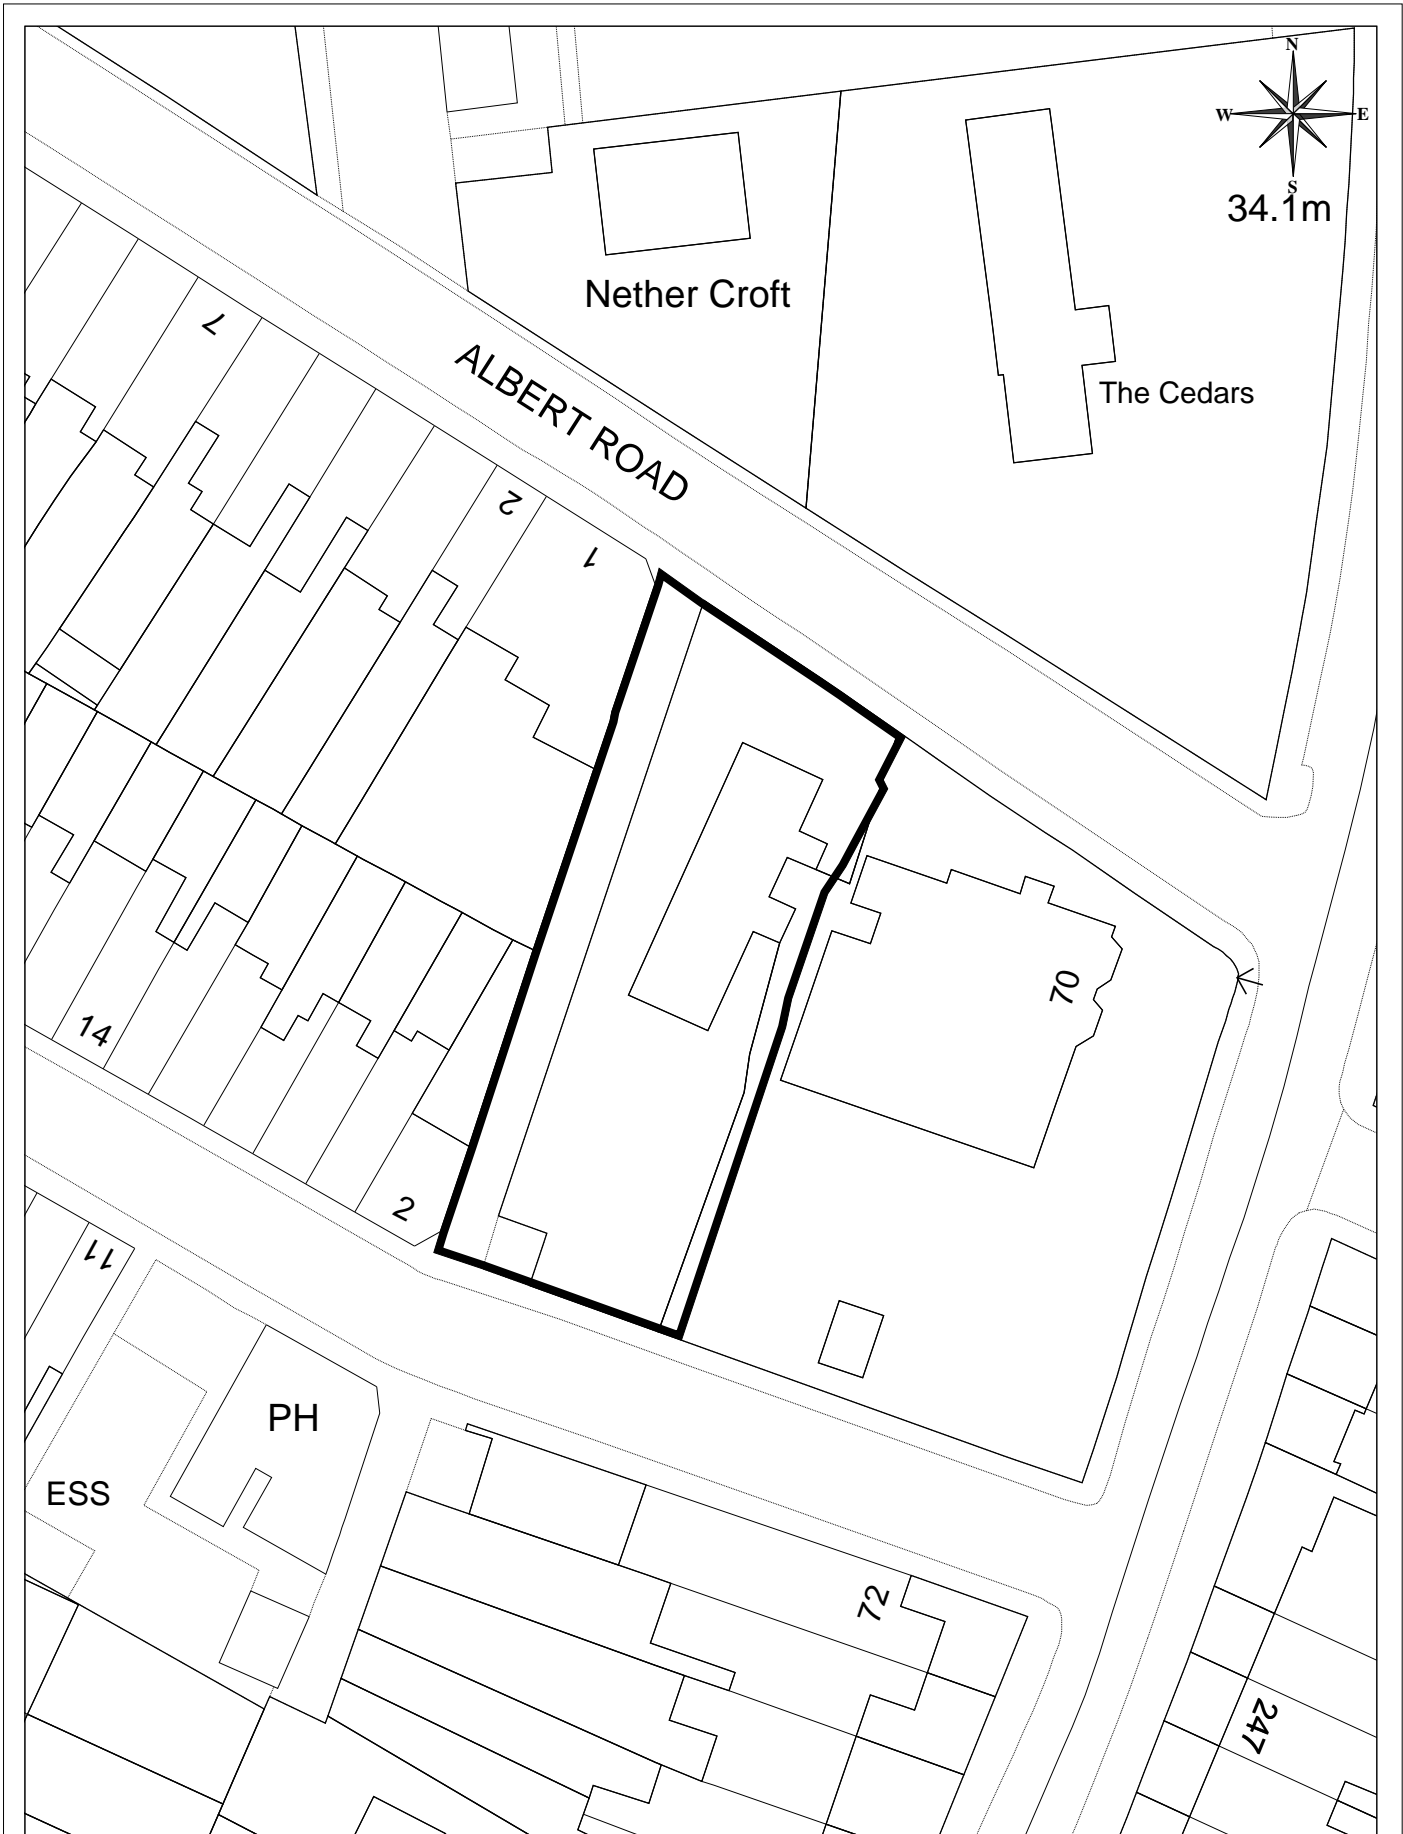 N
W
E
S
34.1m
Nether Croft
7
ALBERT ROAD
The Cedars
2
1
70
14
2
11
PH
ESS
72
247